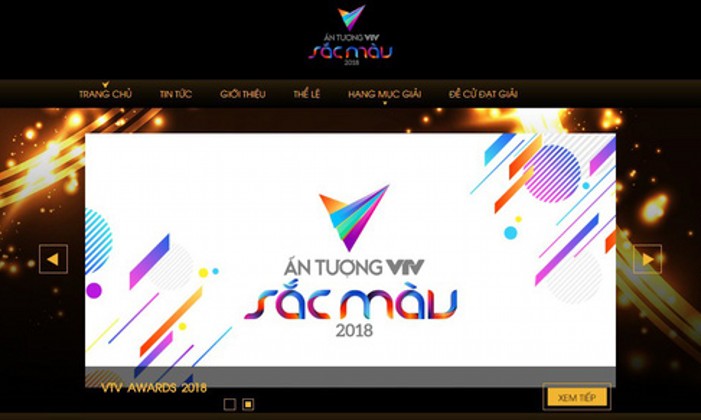 ẤN TƯỢNG VTV
SẮC MÀU
2018
TRANG CHỦ TIN TỨC GIỚI THIỆU THỂ LỆ HẠNG MỤC GIẢI ĐỀ CỬ ĐẠT GIẢI
ẤN TƯỢNG VTV
SẮC MÀU
2018
VTV AWARDS 2018
XEM TIẾP